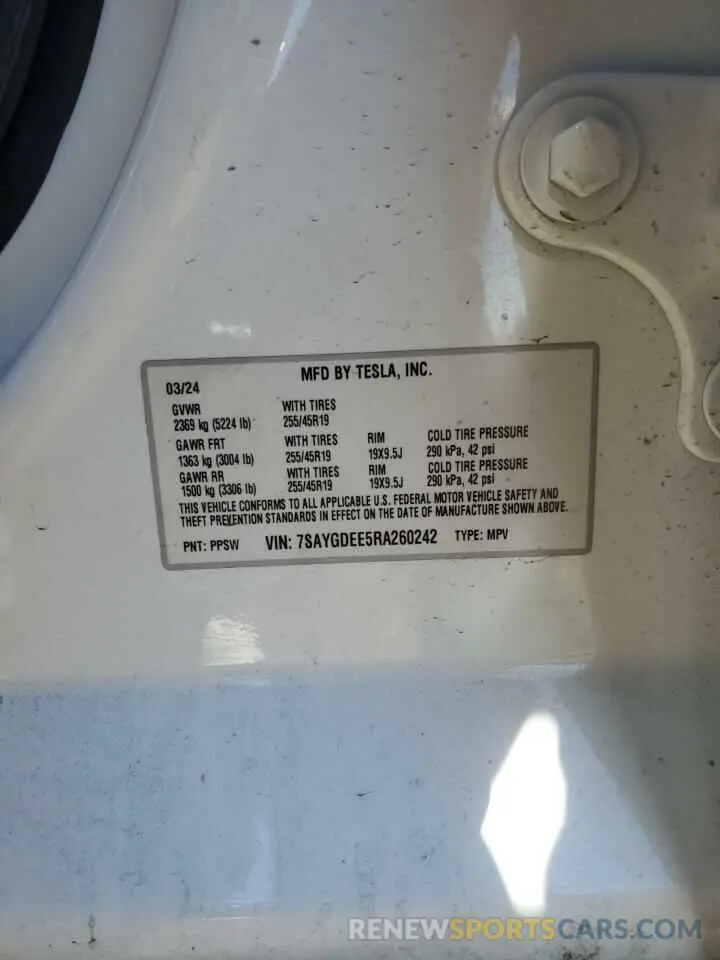 MFD BY TESLA, INC.
03/24
GVWR WITH TIRES
2369 kg (5224 lb) 255/45R19
GAWR FRT WITH TIRES RIM COLD TIRE PRESSURE
1363 kg (3004 lb) 255/45R19 19X9.5J 290 kPa, 42 psi
GAWR RR WITH TIRES RIM COLD TIRE PRESSURE
1500 kg (3306 lb) 255/45R19 19X9.5J 290 kPa, 42 psi
THIS VEHICLE CONFORMS TO ALL APPLICABLE U.S. FEDERAL MOTOR VEHICLE SAFETY AND
THEFT PREVENTION STANDARDS IN EFFECT ON THE DATE OF MANUFACTURE SHOWN ABOVE.
PNT: PPSW VIN: 7SAYGDEE5RA260242 TYPE: MPV
RENEWSPORTSCARS.COM